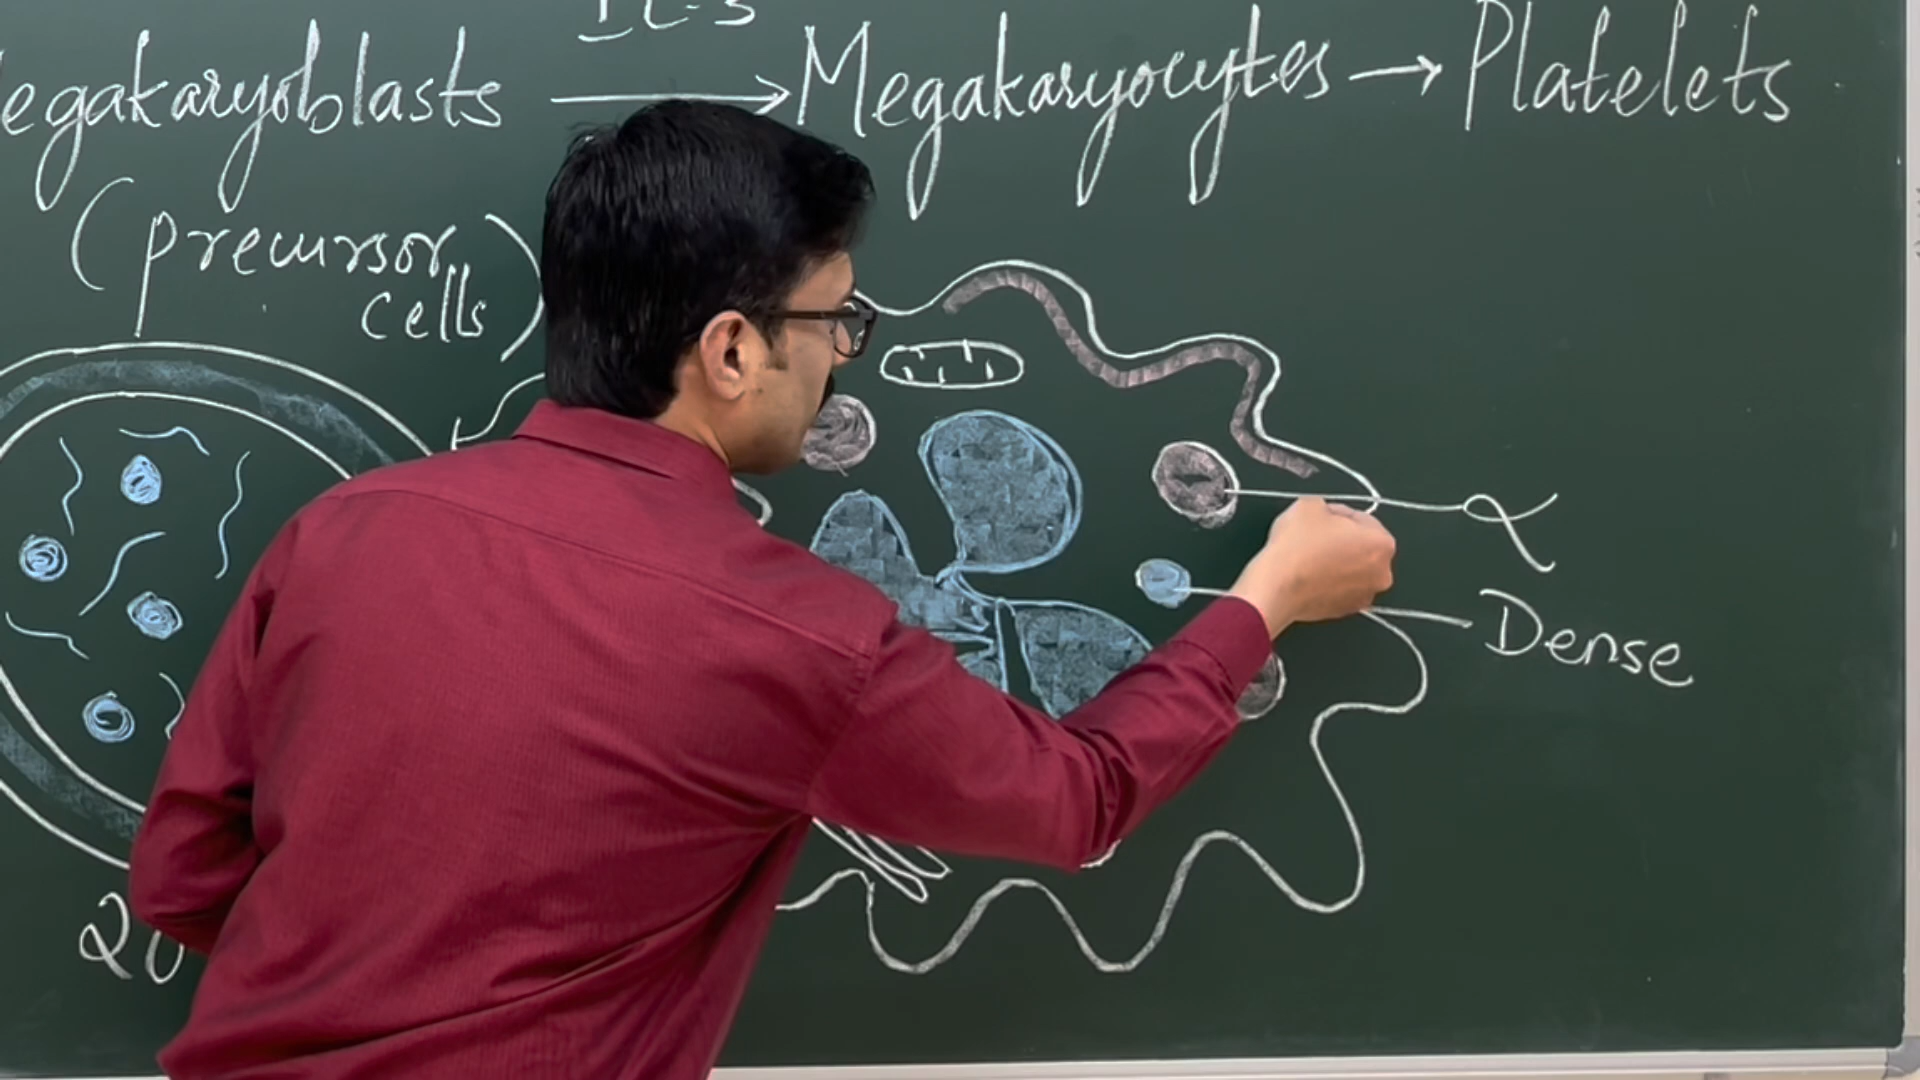 IL-3
egakaryoblasts → Megakaryocytes → Platelets
(precursor
cells)
α
Dense
20